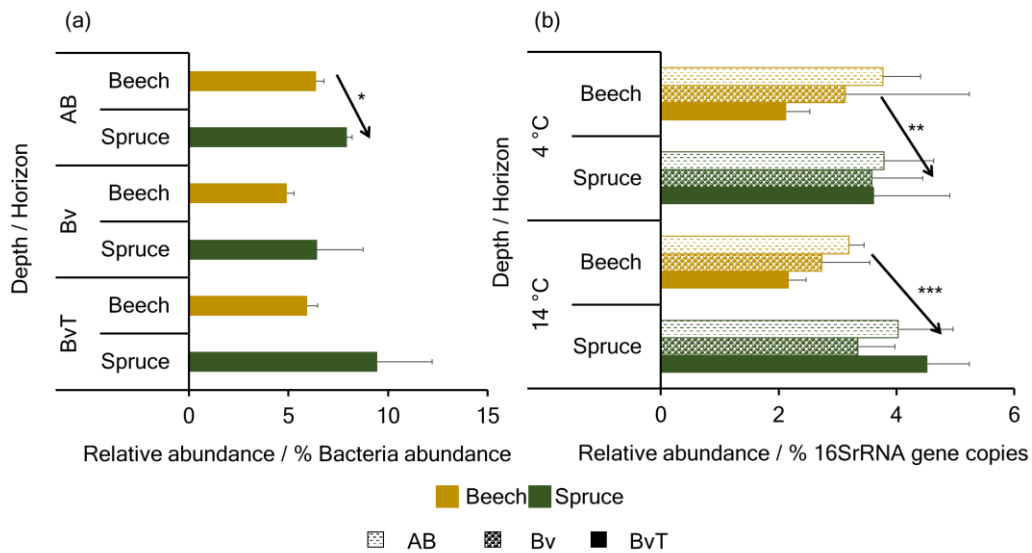 (a)
Depth / Horizon
AB
Beech
Spruce
*
Bv
Beech
Spruce
BvT
Beech
Spruce
0 5 10 15
Relative abundance / % Bacteria abundance
(b)
Depth / Horizon
4 °C
Beech
**
Spruce
14 °C
Beech
***
Spruce
0 2 4 6
Relative abundance / % 16SrRNA gene copies
Beech Spruce
AB Bv BvT